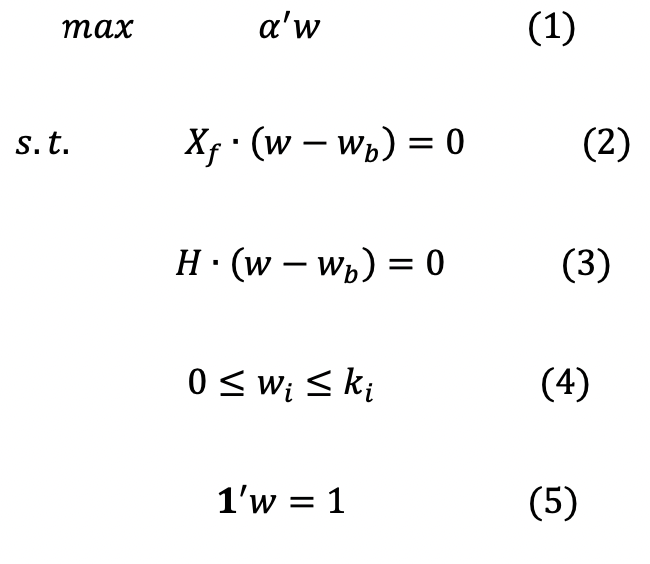 max α′w (1)
s.t. X_f · (w − w_b) = 0 (2)
H · (w − w_b) = 0 (3)
0 ≤ w_i ≤ k_i (4)
1′w = 1 (5)